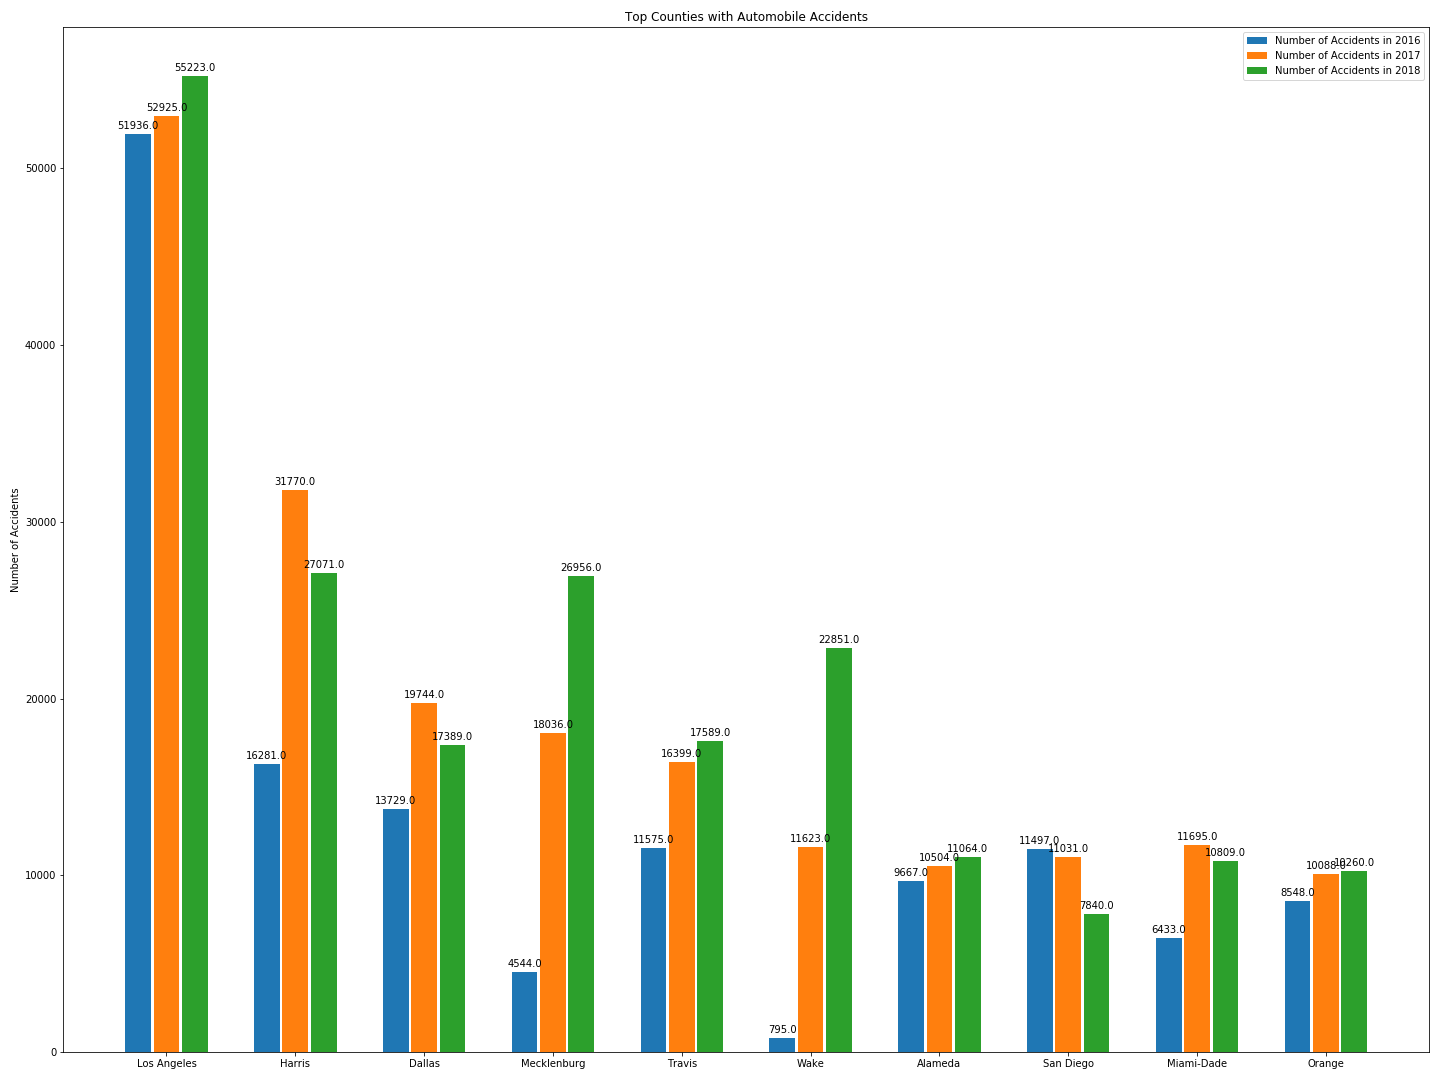 Top Counties with Automobile Accidents
Number of Accidents in 2016
Number of Accidents in 2017
Number of Accidents in 2018
Number of Accidents
50000
40000
30000
20000
10000
0
51936.0
52925.0
55223.0
16281.0
31770.0
27071.0
13729.0
19744.0
17389.0
4544.0
18036.0
26956.0
11575.0
16399.0
17589.0
795.0
11623.0
22851.0
9667.0
10504.0
11064.0
11497.0
11031.0
7840.0
6433.0
11695.0
10809.0
8548.0
10088.0
10260.0
Los Angeles
Harris
Dallas
Mecklenburg
Travis
Wake
Alameda
San Diego
Miami-Dade
Orange